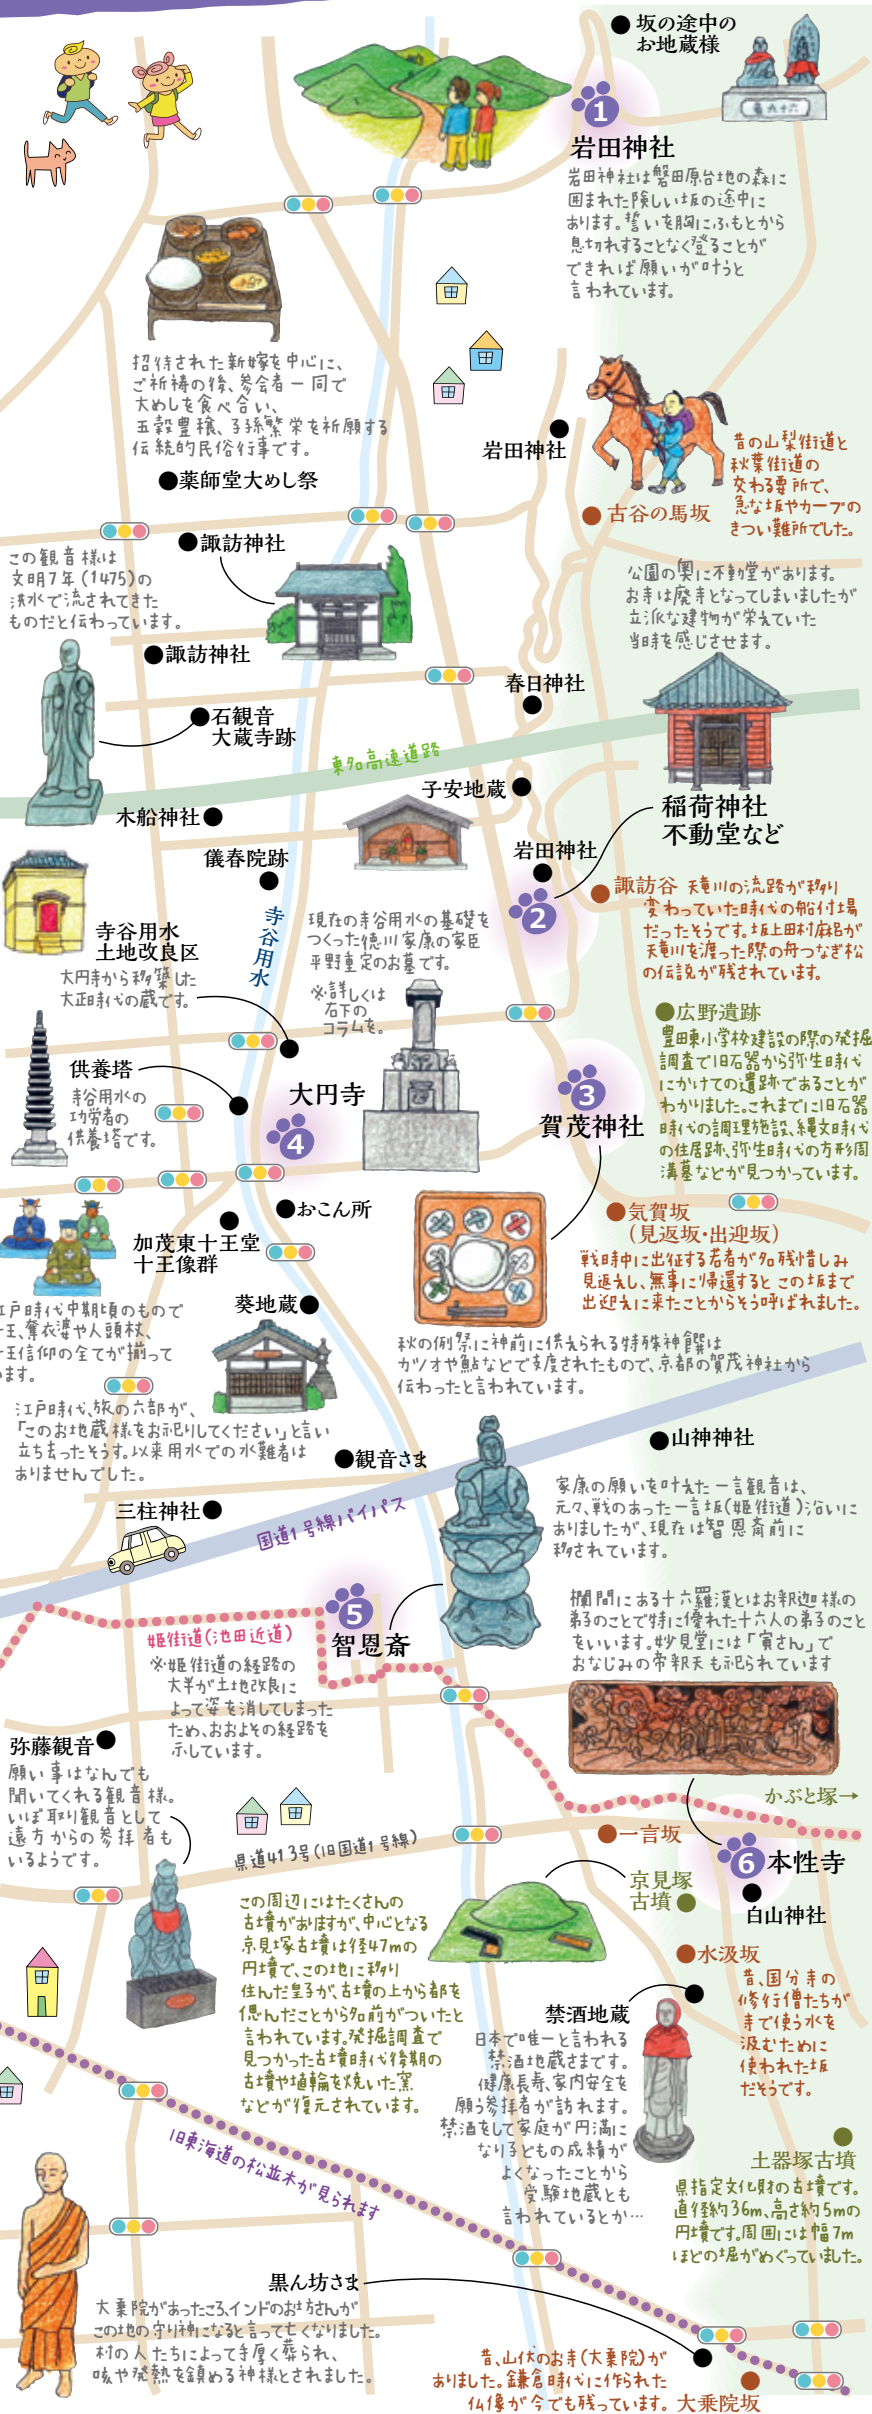 坂の途中の
お地蔵様
1
岩田神社
岩田神社は磐田原台地の森に
囲まれた険しい坂の途中に
あります。誓いを胸にふもとから
息切れすることなく登ることが
できれば願いが叶うと
言われています。
招待された新嫁を中心に、
ご祈祷の後、参会者一同で
大めしを食べ合い、
五穀豊穣、子孫繁栄を祈願する
伝統的民俗行事です。
薬師堂大めし祭
岩田神社
昔の山梨街道と
秋葉街道の
交わる要所で、
急な坂やカーブの
きつい難所でした。
古谷の馬坂
諏訪神社
この観音様は
文明7年(1475)の
洪水で流されてきた
ものだと伝わっています。
公園の奥に不動堂があります。
お寺は廃寺となってしまいましたが
立派な建物が栄えていた
当時を感じさせます。
諏訪神社
春日神社
石観音
大蔵寺跡
東名高速道路
子安地蔵
稲荷神社
不動堂など
木船神社
儀春院跡
岩田神社
2
諏訪谷
天竜川の流路が移り
変わっていた時代の船付場
だったそうです。坂上田村麻呂が
天竜川を渡った際の舟つなぎ松
の伝説が残されています。
寺谷用水
土地改良区
大円寺から移築した
大正時代の蔵です。
寺谷用水
現在の寺谷用水の基礎を
つくった徳川家康の家臣
平野重定のお墓です。
※詳しくは
右下の
コラムを。
広野遺跡
豊田東小学校建設の際の発掘
調査で旧石器から弥生時代
にかけての遺跡であることが
わかりました。これまでに旧石器
時代の調理施設、縄文時代
の住居跡、弥生時代の方形周
溝墓などが見つかっています。
供養塔
寺谷用水の
功労者の
供養塔です。
大円寺
4
3
賀茂神社
おこん所
加茂東十王堂
十王像群
気賀坂
(見返坂・出迎坂)
戦時中に出征する若者が名残惜しみ
見返えし、無事に帰還するとこの坂まで
出迎えに来たことからそう呼ばれました。
江戸時代中期頃のもので
十王、奪衣婆や人頭杖、
十王信仰の全てが揃って
います。
葵地蔵
秋の例祭に神前に供えられる特殊神饌は
カツオや鮎などで支度されたもので、京都の賀茂神社から
伝わったと言われています。
江戸時代、旅の六部が、
「このお地蔵様をお祀りしてください」と言い
立ち去ったそうす。以来用水での水難者は
ありませんでした。
観音さま
山神神社
三柱神社
国道1号線バイパス
家康の願いを叶えた一言観音は、
元々、戦のあった一言坂(姫街道)沿いに
ありましたが、現在は智恩斎前に
移されています。
5
智恩斎
姫街道(池田近道)
※姫街道の経路の
大半が土地改良に
よって姿を消してしまった
ため、おおよその経路を
示しています。
欄間にある十六羅漢とはお釈迦様の
弟子のことで特に優れた十六人の弟子のこと
をいいます。妙見堂には「寅さん」で
おなじみの帝釈天も祀られています
弥藤観音
願い事はなんでも
聞いてくれる観音様。
いぼ取り観音として
遠方からの参拝者も
いるようです。
かぶと塚→
県道413号(旧国道1号線)
一言坂
6
本性寺
白山神社
京見塚
古墳
この周辺にはたくさんの
古墳がありますが、中心となる
京見塚古墳は径47mの
円墳で、この地に移り
住んだ皇子が、古墳の上から都を
偲んだことから名前がついたと
言われています。発掘調査で
見つかった古墳時代後期の
古墳や埴輪を焼いた窯
などが復元されています。
水汲坂
昔、国分寺の
修行僧たちが
寺で使う水を
汲むために
使われた坂
だそうです。
禁酒地蔵
日本で唯一と言われる
禁酒地蔵さまです。
健康長寿、家内安全を
願う参拝者が訪れます。
禁酒をして家庭が円満に
なり子どもの成績が
よくなったことから
受験地蔵とも
言われているとか…
旧東海道の松並木が見られます
土器塚古墳
県指定文化財の古墳です。
直径約36m、高さ約5mの
円墳です。周囲には幅7m
ほどの堀がめぐっていました。
黒ん坊さま
大乗院があったころ、インドのお坊さんが
この地の守り神になると言って亡くなりました。
村の人たちによって手厚く葬られ、
咳や発熱を鎮める神様とされました。
昔、山伏のお寺(大乗院)が
ありました。鎌倉時代に作られた
仏像が今でも残っています。
大乗院坂